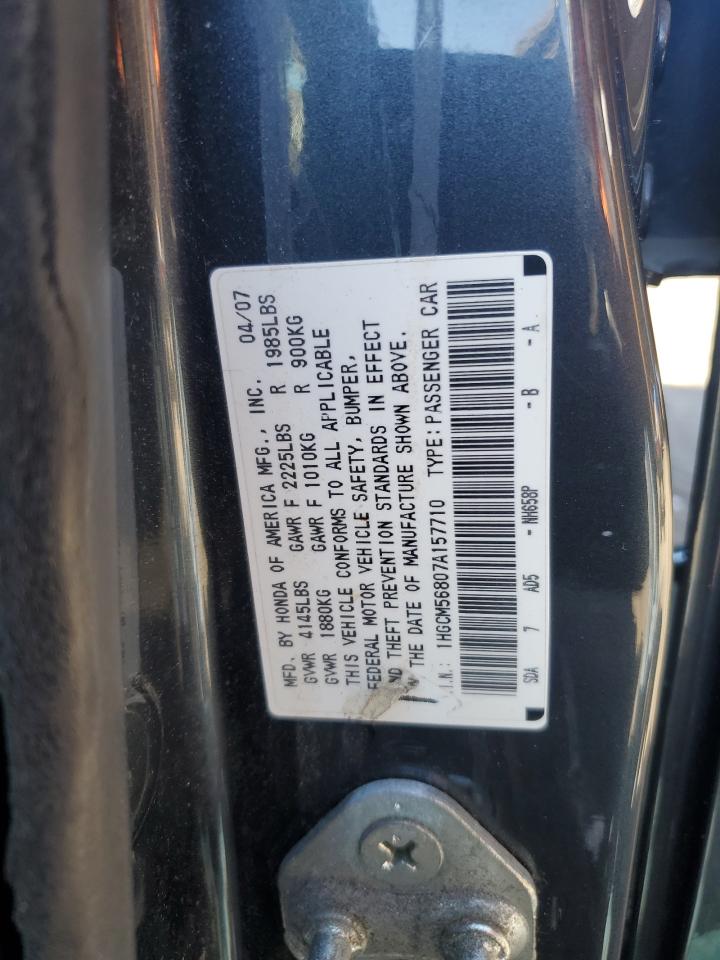 MFD. BY HONDA OF AMERICA MFG., INC. 04/07
GVWR 4145LBS GAWR F 2225LBS R 1985LBS
GVWR 1880KG GAWR F 1010KG R 900KG
THIS VEHICLE CONFORMS TO ALL APPLICABLE
FEDERAL MOTOR VEHICLE SAFETY, BUMPER,
AND THEFT PREVENTION STANDARDS IN EFFECT
THE DATE OF MANUFACTURE SHOWN ABOVE.
.I.N.: 1HGCM56807A157710 TYPE: PASSENGER CAR
SDA 7 AD5 - NH658P - B - A